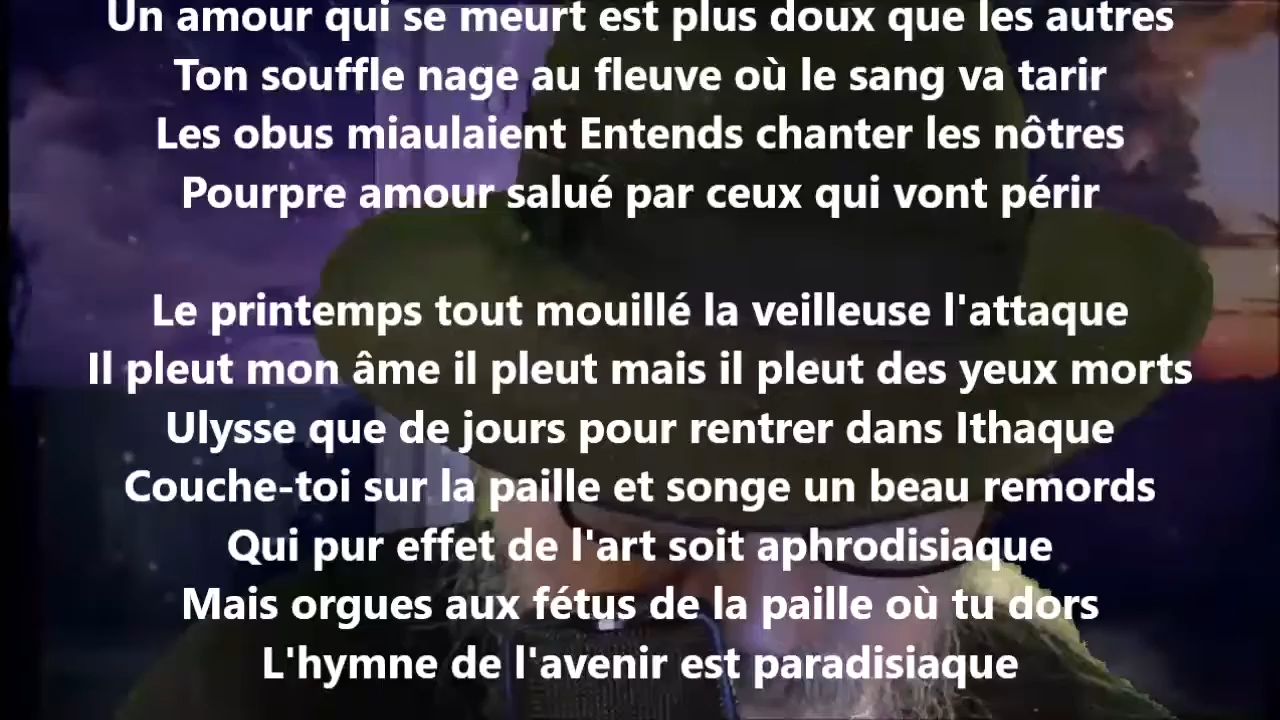 Un amour qui se meurt est plus doux que les autres
Ton souffle nage au fleuve où le sang va tarir
Les obus miaulaient Entends chanter les nôtres
Pourpre amour salué par ceux qui vont périr
Le printemps tout mouillé la veilleuse l'attaque
Il pleut mon âme il pleut mais il pleut des yeux morts
Ulysse que de jours pour rentrer dans Ithaque
Couche-toi sur la paille et songe un beau remords
Qui pur effet de l'art soit aphrodisiaque
Mais orgues aux fétus de la paille où tu dors
L'hymne de l'avenir est paradisiaque